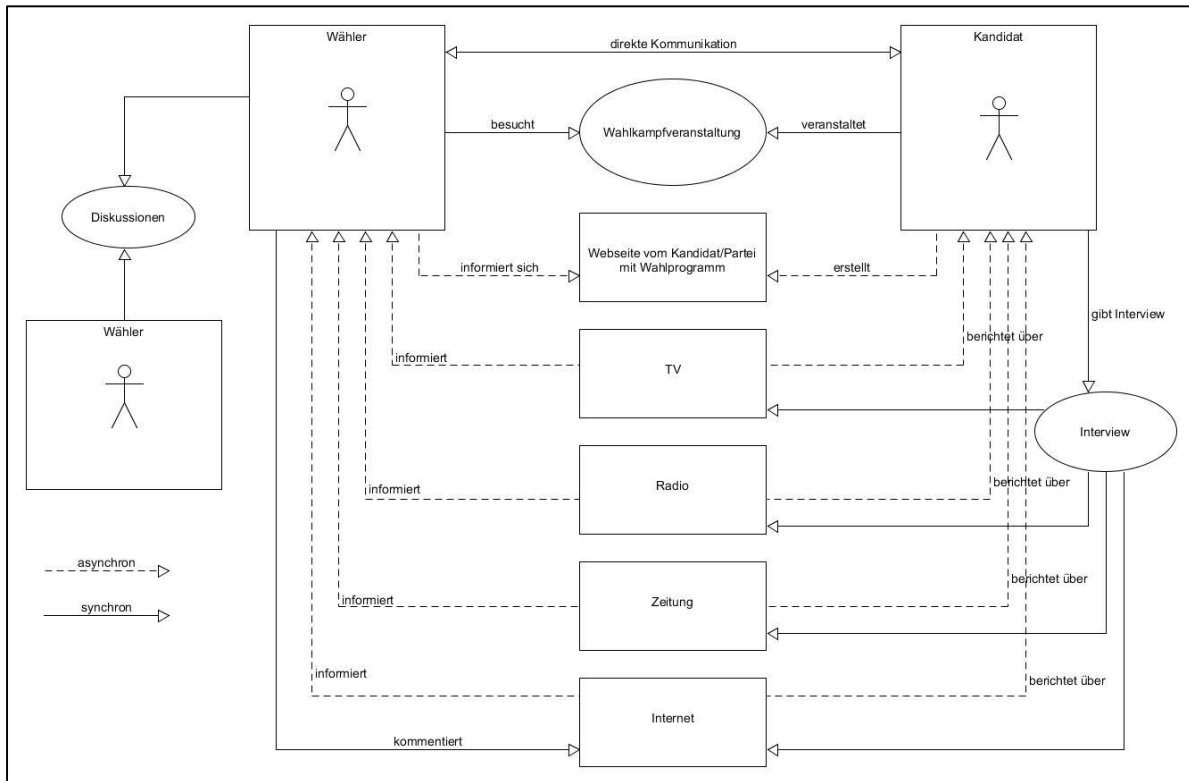 Wähler
direkte Kommunikation
Kandidat
besucht
Wahlkampfveranstaltung
veranstaltet
Diskussionen
informiert sich
Webseite vom Kandidat/Partei
mit Wahlprogramm
erstellt
gibt Interview
Wähler
informiert
TV
berichtet über
Interview
informiert
Radio
berichtet über
asynchron
synchron
informiert
Zeitung
berichtet über
informiert
Internet
berichtet über
kommentiert